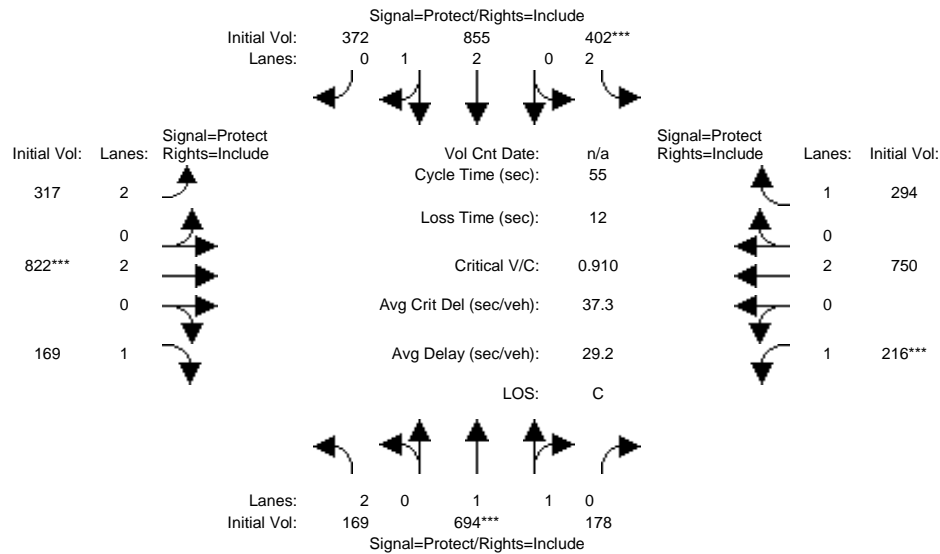 Signal=Protect/Rights=Include
Initial Vol: 372 855 402***
Lanes: 0 1 2 0 2
Signal=Protect
Initial Vol: Lanes: Rights=Include
Vol Cnt Date: n/a
Signal=Protect
Rights=Include Lanes: Initial Vol:
Cycle Time (sec): 55
317 2
1 294
Loss Time (sec): 12
0
0
822*** 2
Critical V/C: 0.910
2 750
0
Avg Crit Del (sec/veh): 37.3
0
169 1
Avg Delay (sec/veh): 29.2
1 216***
LOS: C
Lanes: 2 0 1 1 0
Initial Vol: 169 694*** 178
Signal=Protect/Rights=Include